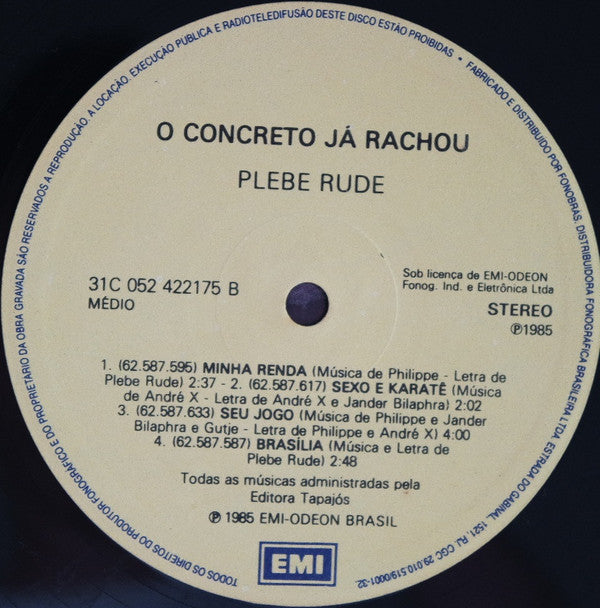 TODOS OS DIREITOS DO PRODUTOR FONOGRÁFICO E DO PROPRIETÁRIO DA OBRA GRAVADA SÃO RESERVADOS A REPRODUÇÃO. A LOCAÇÃO. EXECUÇÃO PÚBLICA E RADIOTELEDIFUSÃO DESTE DISCO ESTÃO PROIBIDAS • FABRICADO E DISTRIBUIDO POR FONOBRAS, DISTRIBUIDORA FONOGRÁFICA BRASILEIRA LTDA. ESTRADA DO GABINAL 1521. RJ. CGC 29.010.519/0001-32
O CONCRETO JÁ RACHOU
PLEBE RUDE
31C 052 422175 B
MÉDIO
Sob licença de EMI-ODEON
Fonog. Ind. e Eletrônica Ltda
STEREO
℗1985
1. (62.587.595) MINHA RENDA (Música de Philippe - Letra de
Plebe Rude) 2:37 - 2. (62.587.617) SEXO E KARATÊ (Música
de André X - Letra de André X e Jander Bilaphra) 2:02
3. (62.587.633) SEU JOGO (Música de Philippe e Jander
Bilaphra e Gutje - Letra de Philippe e André X) 4:00
4. (62.587.587) BRASÍLIA (Música e Letra de
Plebe Rude) 2:48
Todas as músicas administradas pela
Editora Tapajós
℗ 1985 EMI-ODEON BRASIL
EMI